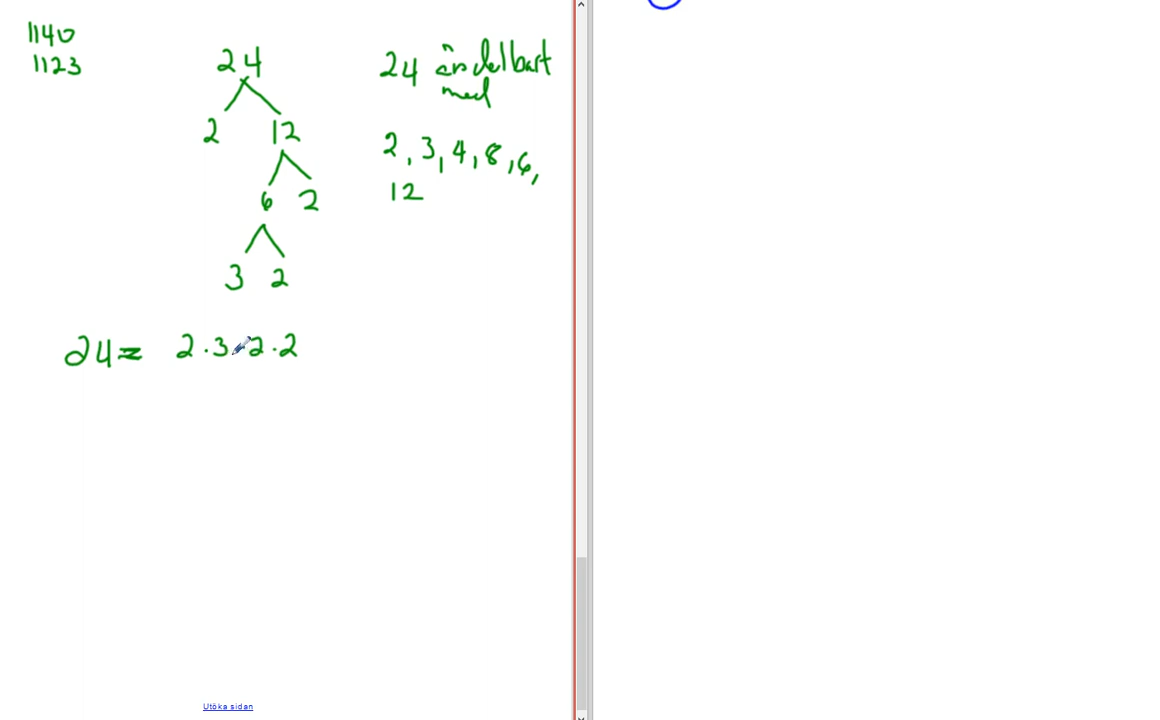 1140
1123
24
2 12
6 2
3 2
24 = 2 · 3 · 2 · 2
24 är delbart
med
2, 3, 4, 8, 6,
12
Utöka sidan